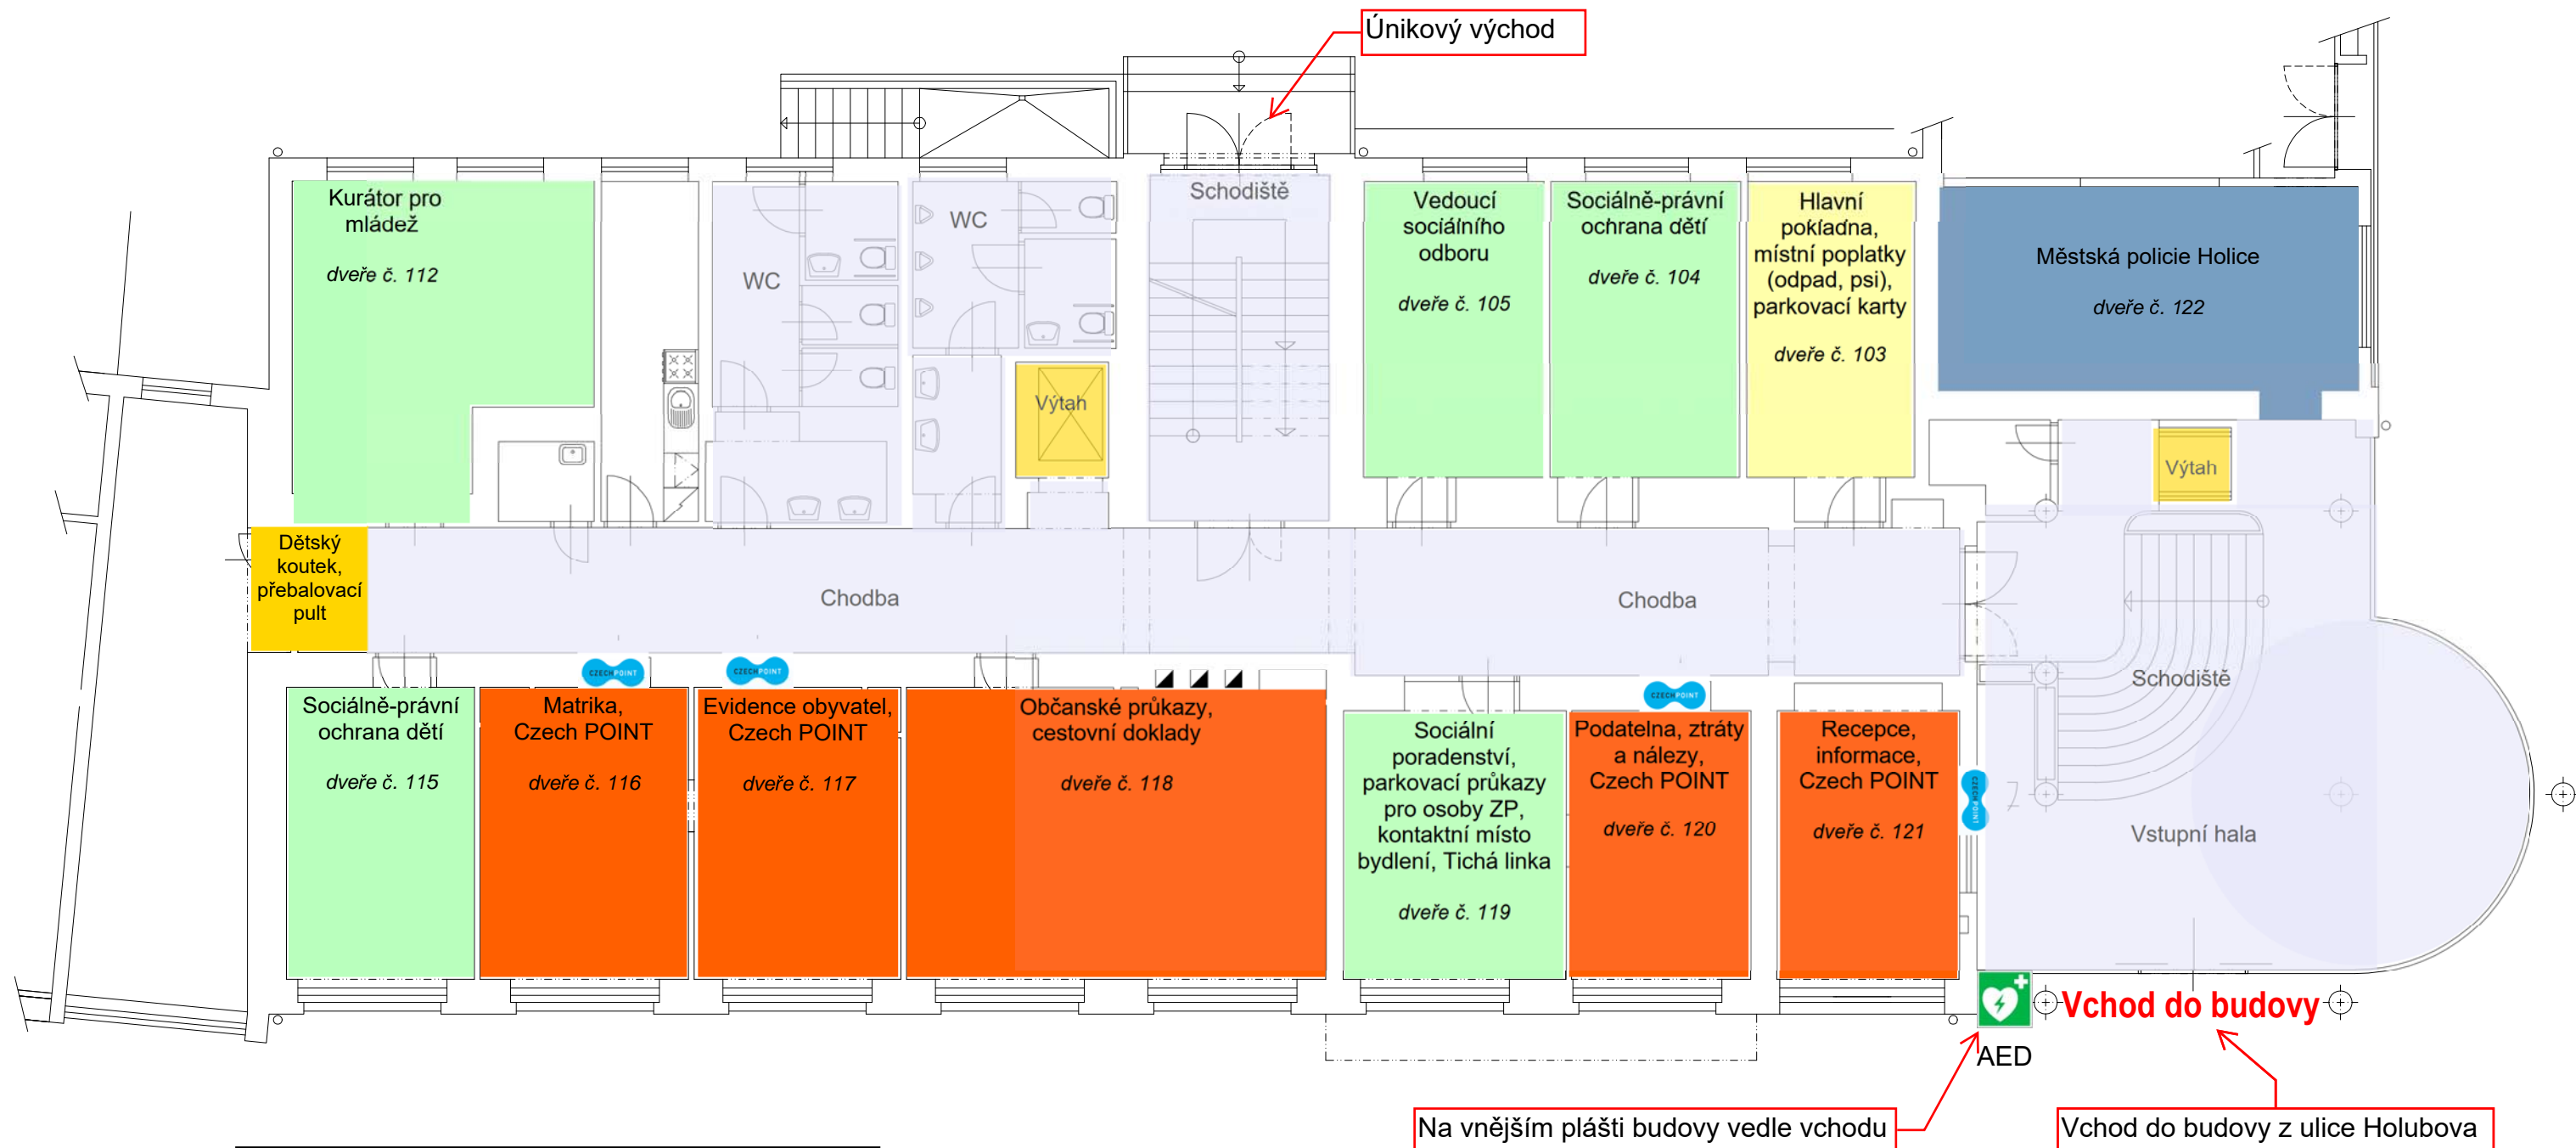 Únikový východ
Kurátor pro
mládež
dveře č. 112
WC
WC
Schodiště
Vedoucí
sociálního
odboru
dveře č. 105
Sociálně-právní
ochrana dětí
dveře č. 104
Hlavní
pokladna,
místní poplatky
(odpad, psi),
parkovací karty
dveře č. 103
Městská policie Holice
dveře č. 122
Výtah
Výtah
Dětský
koutek,
přebalovací
pult
Chodba
Chodba
CZECHPOINT
CZECHPOINT
CZECHPOINT
CZECHPOINT
Sociálně-právní
ochrana dětí
dveře č. 115
Matrika,
Czech POINT
dveře č. 116
Evidence obyvatel,
Czech POINT
dveře č. 117
Občanské průkazy,
cestovní doklady
dveře č. 118
Sociální
poradenství,
parkovací průkazy
pro osoby ZP,
kontaktní místo
bydlení, Tichá linka
dveře č. 119
Podatelna, ztráty
a nálezy,
Czech POINT
dveře č. 120
Recepce,
informace,
Czech POINT
dveře č. 121
Schodiště
Vstupní hala
Vchod do budovy
AED
Na vnějším plášti budovy vedle vchodu
Vchod do budovy z ulice Holubova